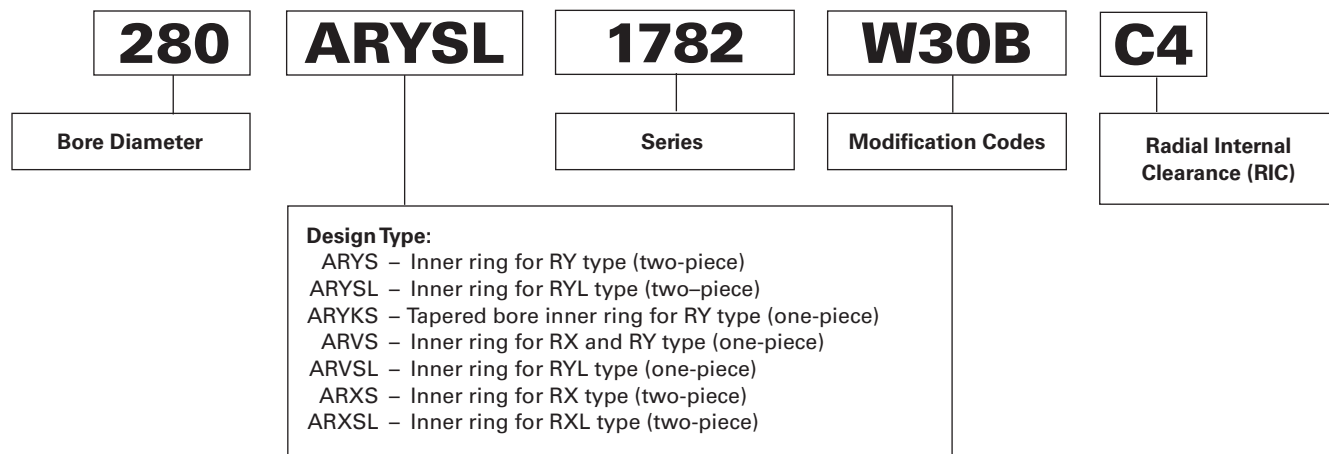 280 ARYSL 1782 W30B C4
Bore Diameter Series Modification Codes Radial Internal
Clearance (RIC)
Design Type:
ARYS – Inner ring for RY type (two-piece)
ARYSL – Inner ring for RYL type (two–piece)
ARYKS – Tapered bore inner ring for RY type (one-piece)
ARVS – Inner ring for RX and RY type (one-piece)
ARVSL – Inner ring for RYL type (one-piece)
ARXS – Inner ring for RX type (two-piece)
ARXSL – Inner ring for RXL type (two-piece)